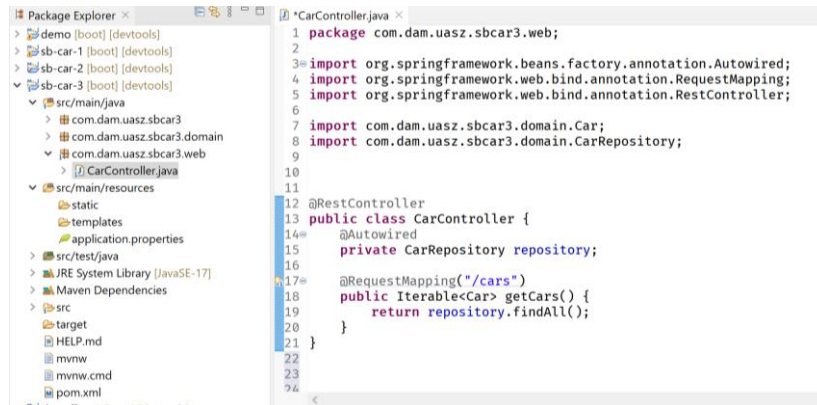 Package Explorer
demo [boot] [devtools]
sb-car-1 [boot] [devtools]
sb-car-2 [boot] [devtools]
sb-car-3 [boot] [devtools]
src/main/java
com.dam.uasz.sbcar3
com.dam.uasz.sbcar3.domain
com.dam.uasz.sbcar3.web
CarController.java
src/main/resources
static
templates
application.properties
src/test/java
JRE System Library [JavaSE-17]
Maven Dependencies
src
target
HELP.md
mvnw
mvnw.cmd
pom.xml
*CarController.java
1 package com.dam.uasz.sbcar3.web;
2
3 import org.springframework.beans.factory.annotation.Autowired;
4 import org.springframework.web.bind.annotation.RequestMapping;
5 import org.springframework.web.bind.annotation.RestController;
6
7 import com.dam.uasz.sbcar3.domain.Car;
8 import com.dam.uasz.sbcar3.domain.CarRepository;
9
10
11
12 @RestController
13 public class CarController {
14 @Autowired
15 private CarRepository repository;
16
17 @RequestMapping("/cars")
18 public Iterable<Car> getCars() {
19 return repository.findAll();
20 }
21 }
22
23
24